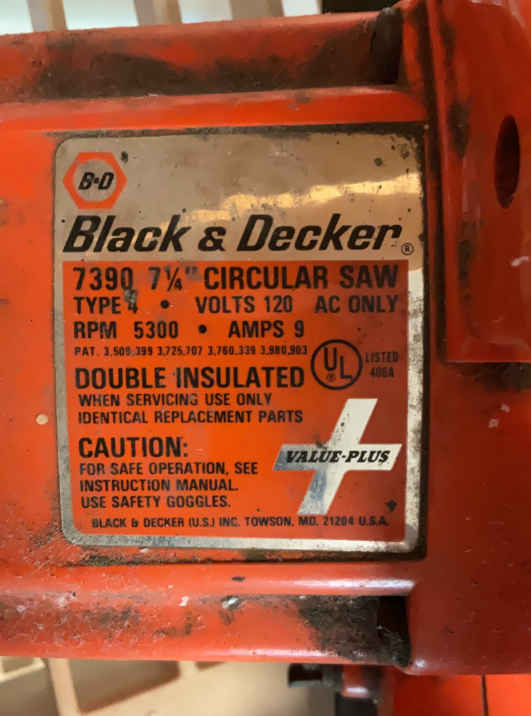 B&D
Black & Decker®
7390 7¼" CIRCULAR SAW
TYPE 4 • VOLTS 120 AC ONLY
RPM 5300 • AMPS 9
PAT. 3,509,399 3,725,707 3,760,339 3,980,903
UL® LISTED
406A
DOUBLE INSULATED
WHEN SERVICING USE ONLY
IDENTICAL REPLACEMENT PARTS
CAUTION:
FOR SAFE OPERATION, SEE
INSTRUCTION MANUAL.
USE SAFETY GOGGLES.
VALUE-PLUS
BLACK & DECKER (U.S.) INC. TOWSON, MD. 21204 U.S.A.